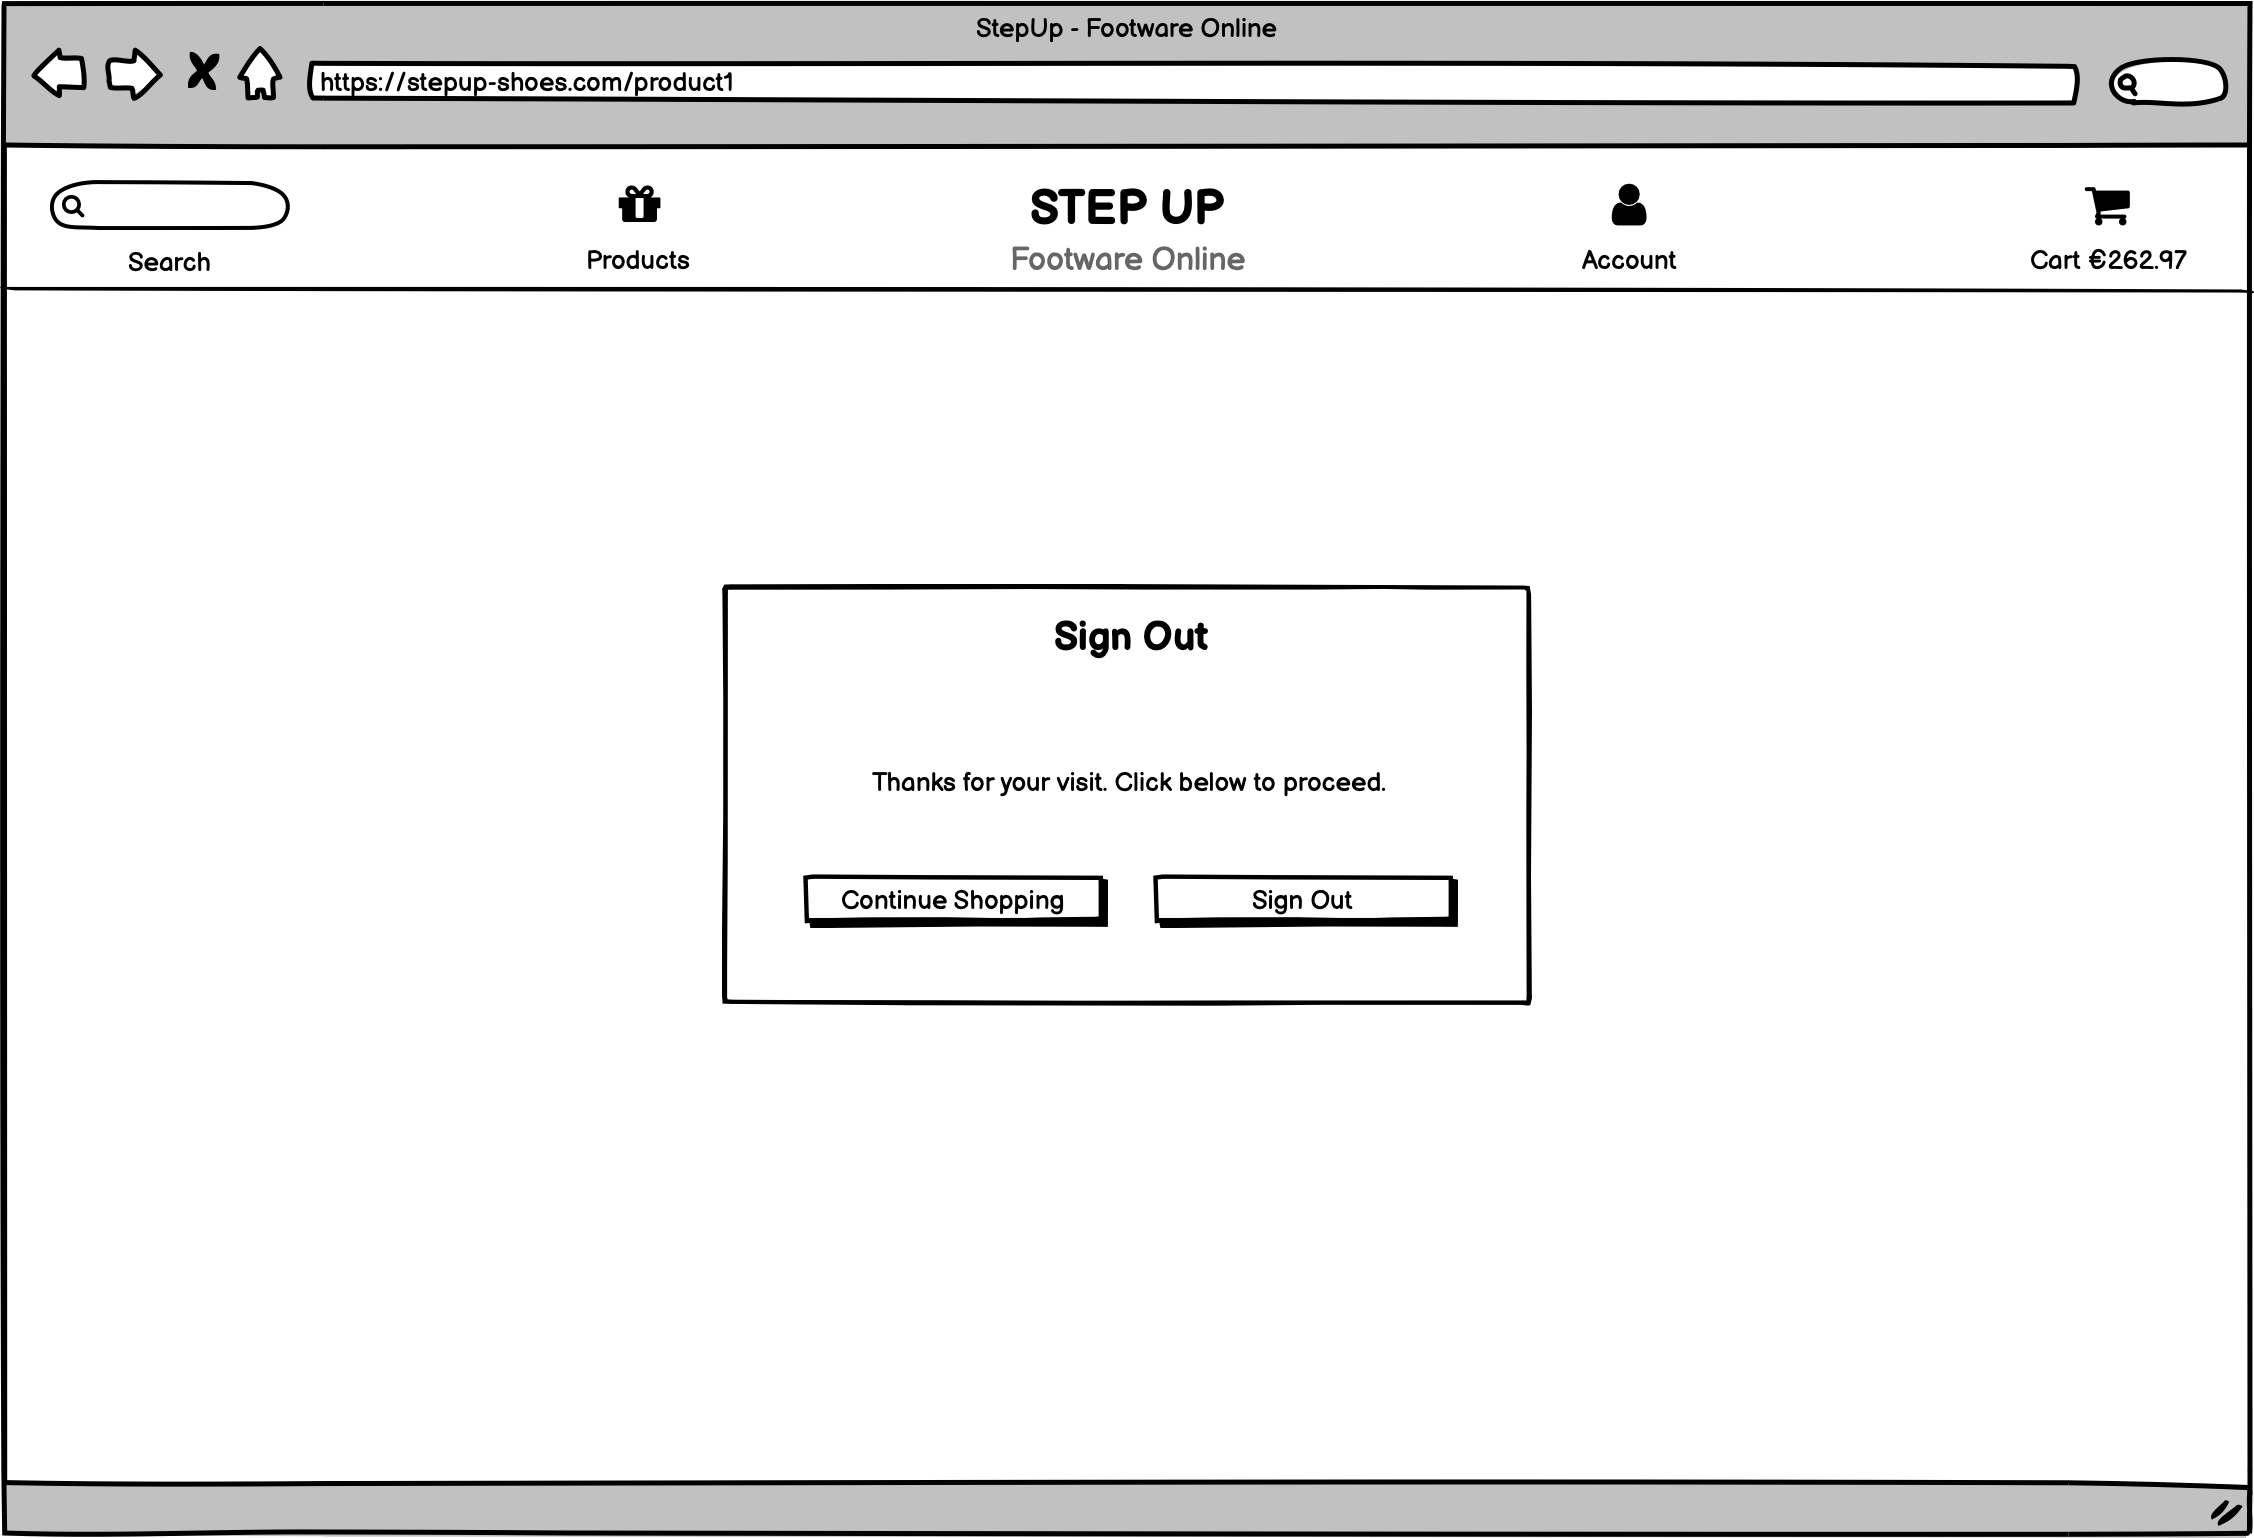 StepUp - Footware Online
https://stepup-shoes.com/product1
STEP UP
Search
Products
Footware Online
Account
Cart €262.97
Sign Out
Thanks for your visit. Click below to proceed.
Continue Shopping
Sign Out